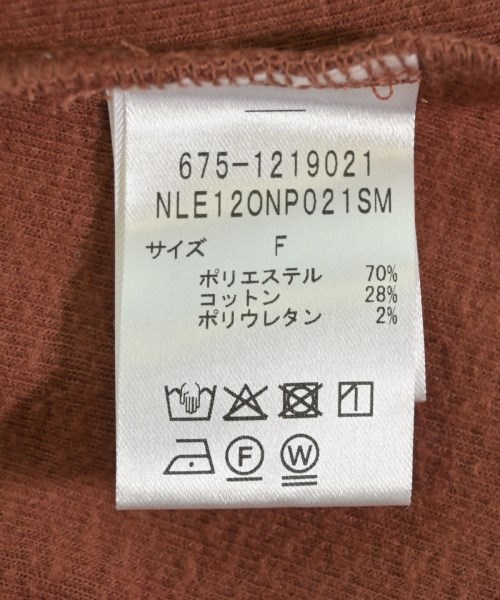 675-1219021
NLE12ONP021SM
サイズ F
ポリエステル 70%
コットン 28%
ポリウレタン 2%
F W